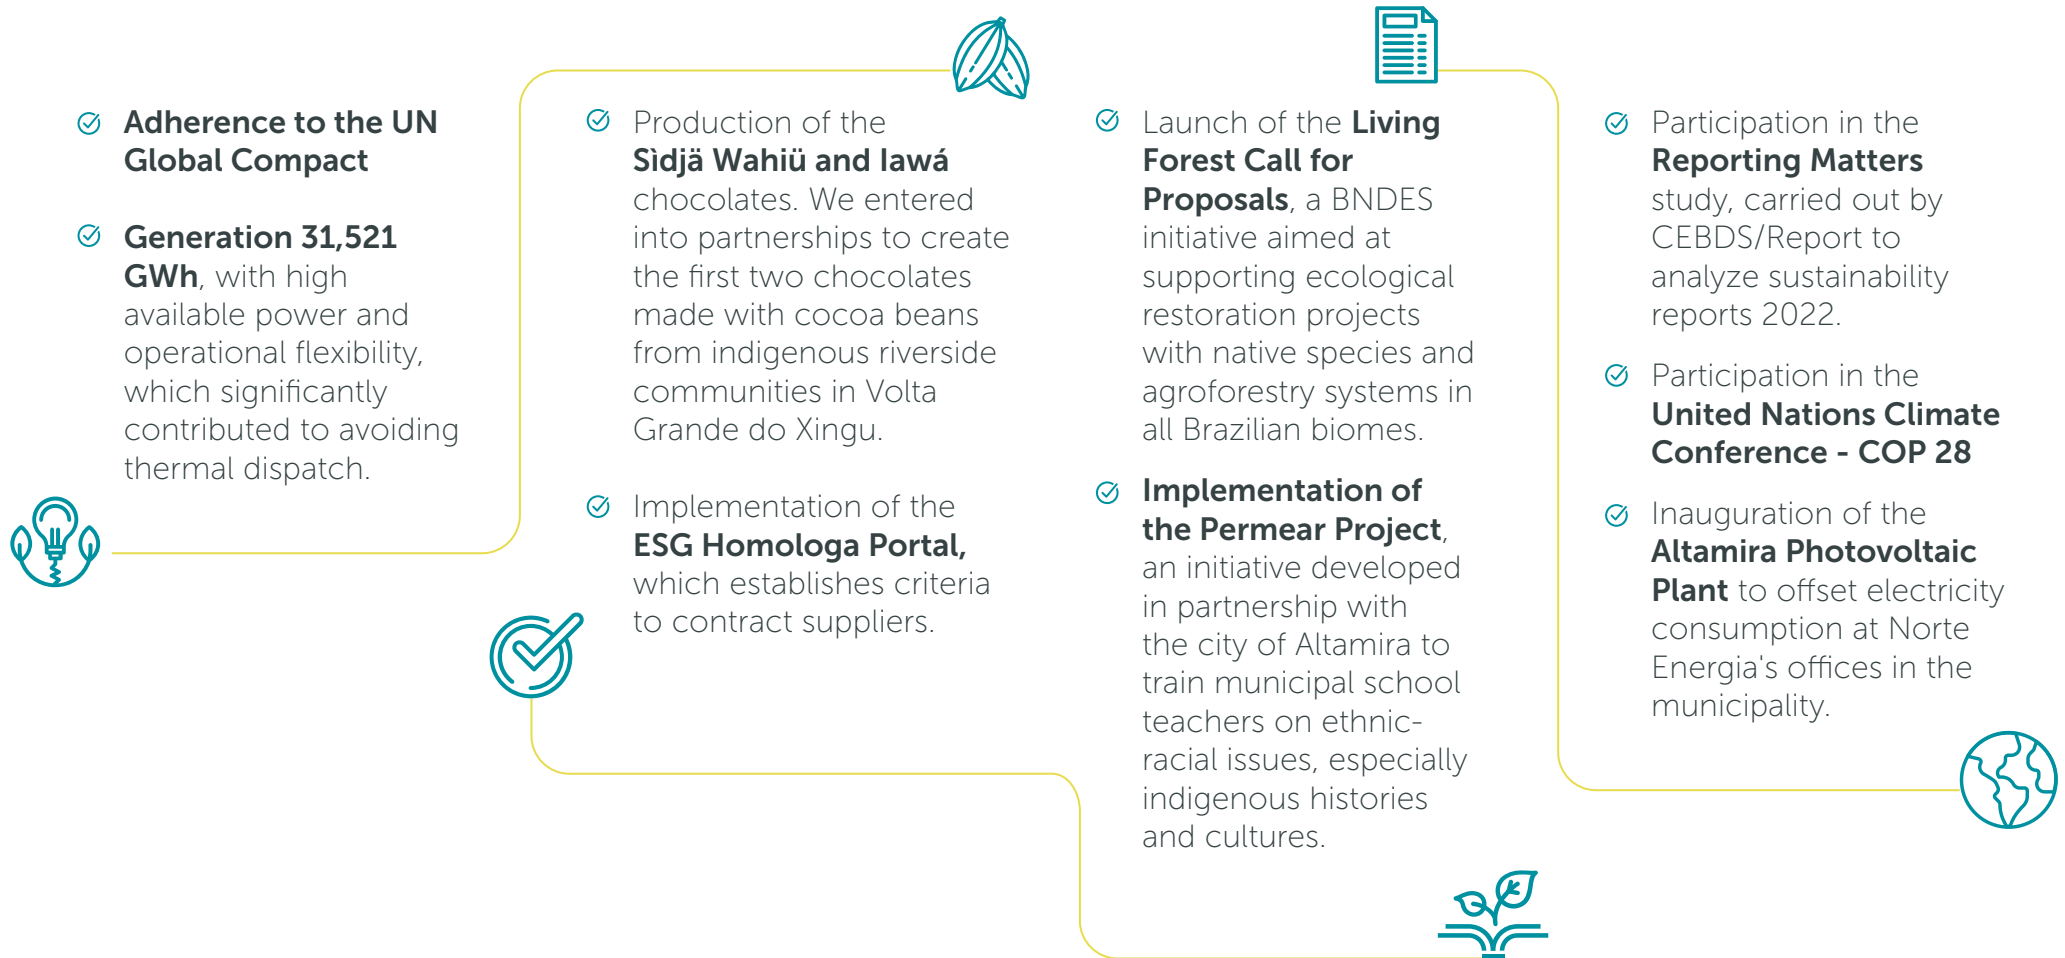 Adherence to the UN
Global Compact
Generation 31,521
GWh, with high
available power and
operational flexibility,
which significantly
contributed to avoiding
thermal dispatch.
Production of the
Sìdjä Wahiü and Iawá
chocolates. We entered
into partnerships to create
the first two chocolates
made with cocoa beans
from indigenous riverside
communities in Volta
Grande do Xingu.
Implementation of the
ESG Homologa Portal,
which establishes criteria
to contract suppliers.
Launch of the Living
Forest Call for
Proposals, a BNDES
initiative aimed at
supporting ecological
restoration projects
with native species and
agroforestry systems in
all Brazilian biomes.
Implementation of
the Permear Project,
an initiative developed
in partnership with
the city of Altamira to
train municipal school
teachers on ethnic-
racial issues, especially
indigenous histories
and cultures.
Participation in the
Reporting Matters
study, carried out by
CEBDS/Report to
analyze sustainability
reports 2022.
Participation in the
United Nations Climate
Conference - COP 28
Inauguration of the
Altamira Photovoltaic
Plant to offset electricity
consumption at Norte
Energia's offices in the
municipality.